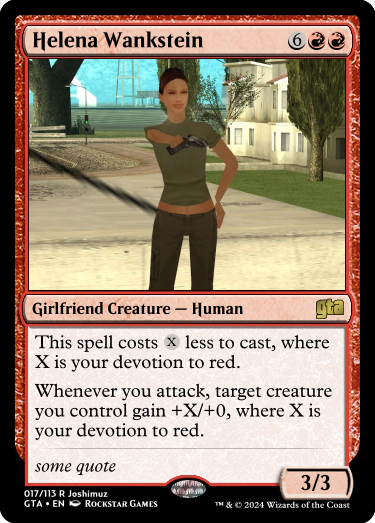 Helena Wankstein 6
Girlfriend Creature — Human gta
This spell costs X less to cast, where
X is your devotion to red.
Whenever you attack, target creature
you control gain +X/+0, where X is
your devotion to red.
some quote
3/3
017/113 R Joshimuz
GTA • EN Rockstar Games
™ & © 2024 Wizards of the Coast